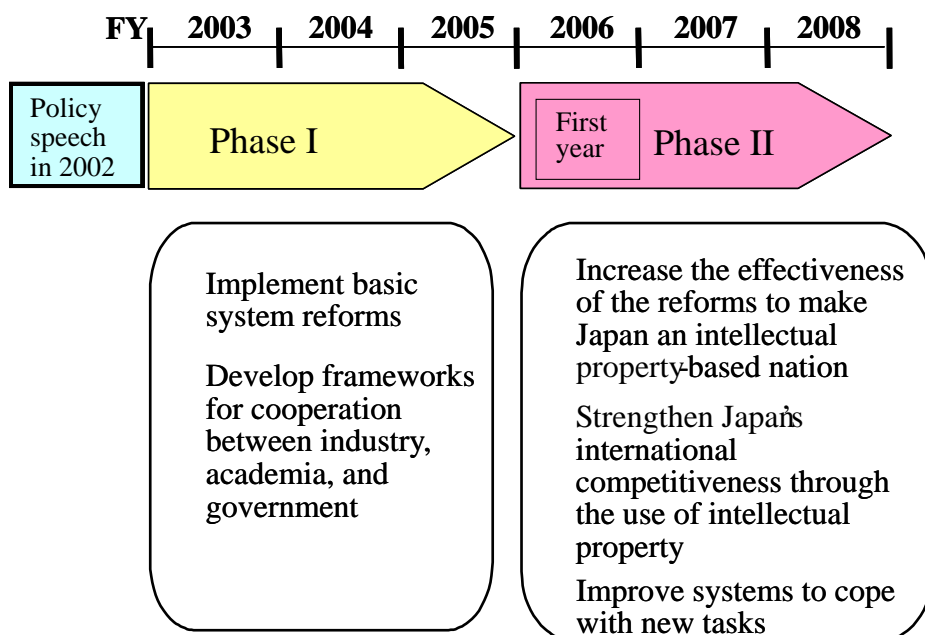 FY 2003 2004 2005 2006 2007 2008
Policy
speech
in 2002
Phase I
First
year
Phase II
Implement basic
system reforms
Develop frameworks
for cooperation
between industry,
academia, and
government
Increase the effectiveness
of the reforms to make
Japan an intellectual
property-based nation
Strengthen Japan's
international
competitiveness through
the use of intellectual
property
Improve systems to cope
with new tasks